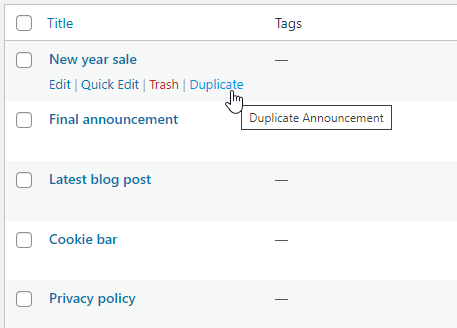 Title Tags
New year sale —
Edit | Quick Edit | Trash | Duplicate
Duplicate Announcement
Final announcement
Latest blog post —
Cookie bar —
Privacy policy —